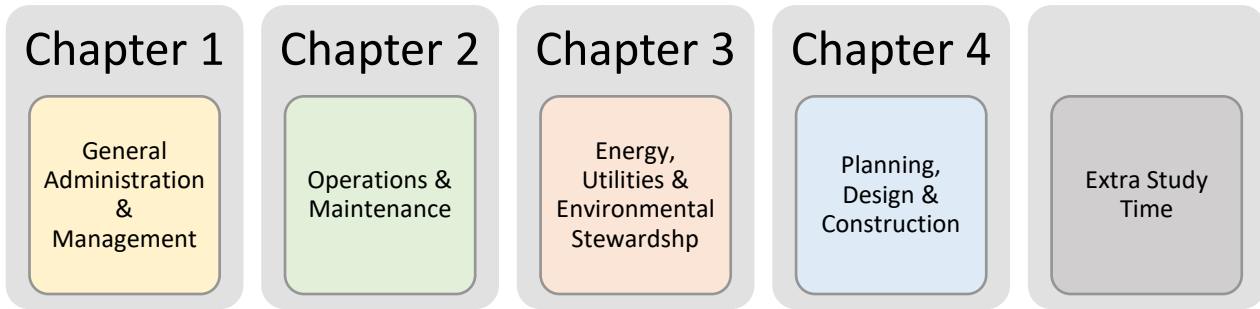 Chapter 1
General
Administration
&
Management
Chapter 2
Operations &
Maintenance
Chapter 3
Energy,
Utilities &
Environmental
Stewardshp
Chapter 4
Planning,
Design &
Construction
Extra Study
Time